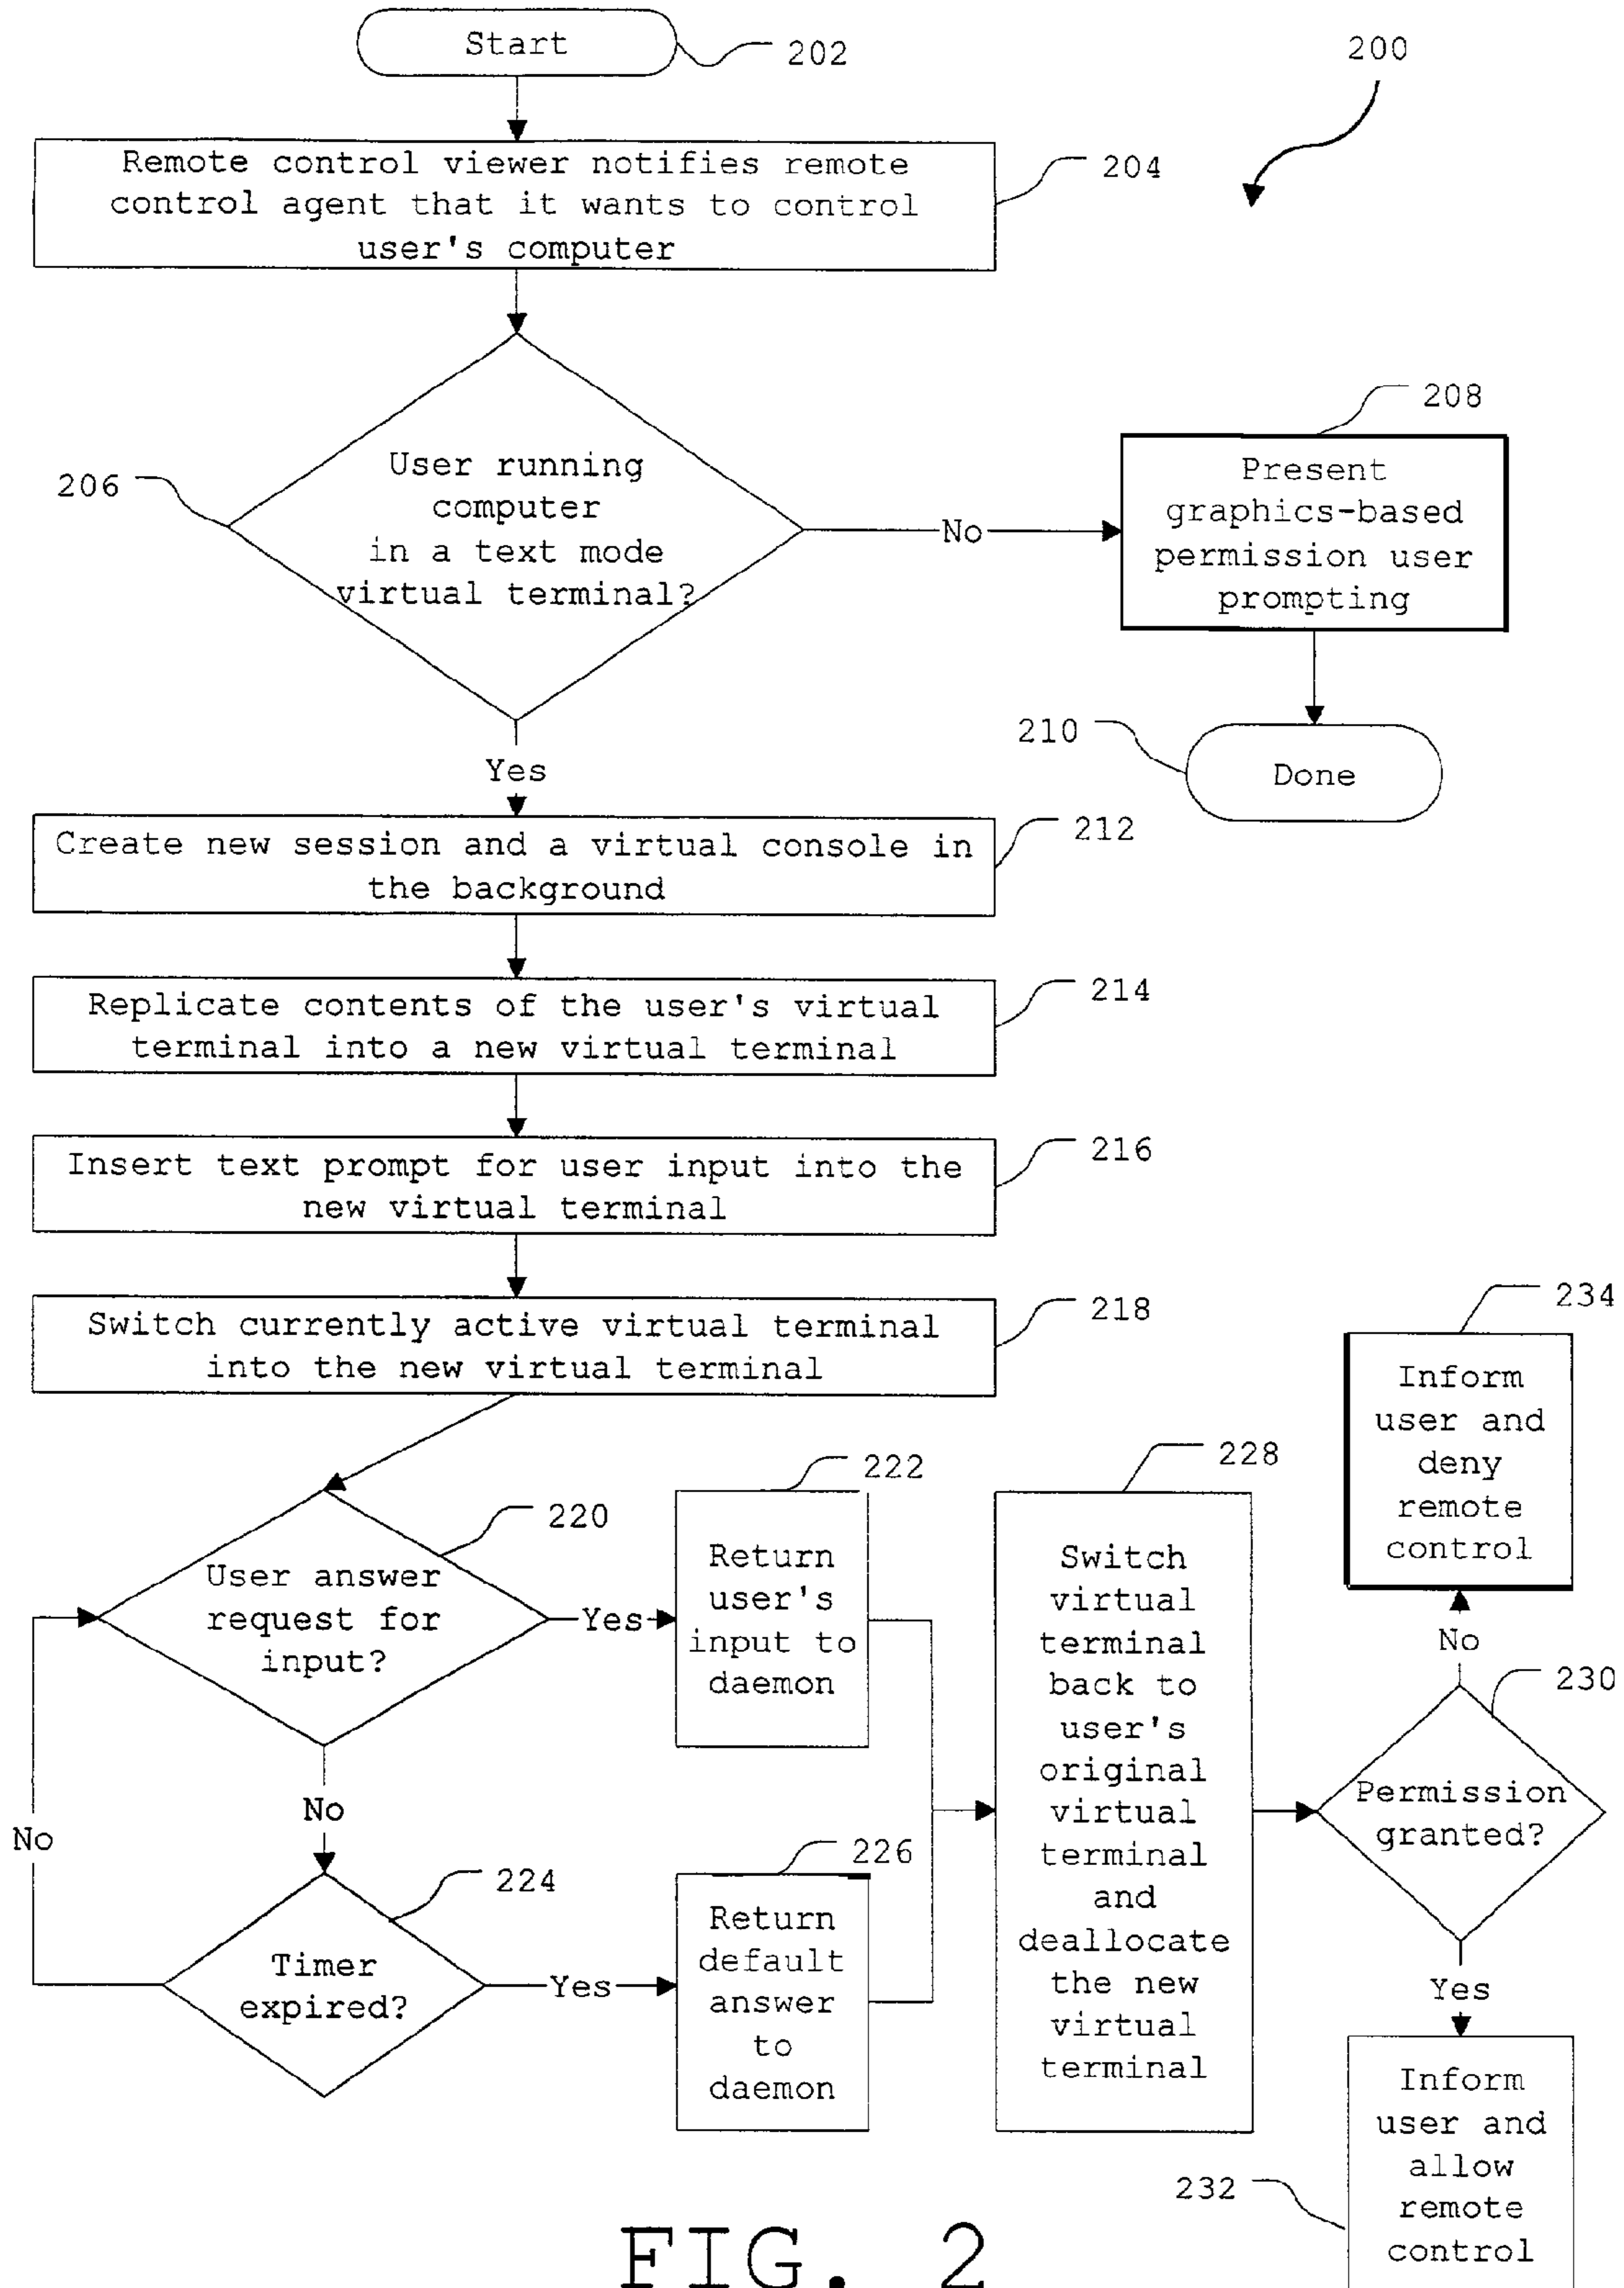 Start
202
200
Remote control viewer notifies remote
control agent that it wants to control
user's computer
204
User running
computer
in a text mode
virtual terminal?
206
No
208
Present
graphics-based
permission user
prompting
210
Done
Yes
Create new session and a virtual console in
the background
212
Replicate contents of the user's virtual
terminal into a new virtual terminal
214
Insert text prompt for user input into the
new virtual terminal
216
Switch currently active virtual terminal
into the new virtual terminal
218
User answer
request for
input?
220
Yes
222
Return
user's
input to
daemon
No
No
Timer
expired?
224
Yes
226
Return
default
answer
to
daemon
228
Switch
virtual
terminal
back to
user's
original
virtual
terminal
and
deallocate
the new
virtual
terminal
234
Inform
user and
deny
remote
control
No
230
Permission
granted?
Yes
232
Inform
user and
allow
remote
control
FIG. 2